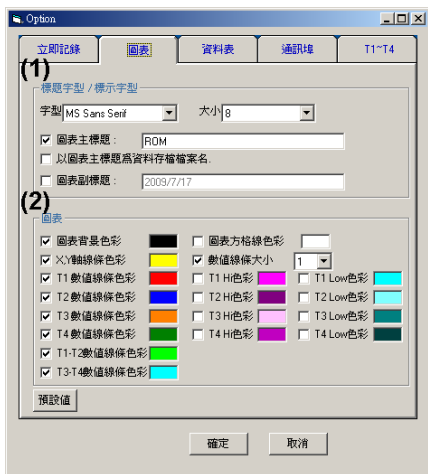 Option
立即記錄 圖表 資料表 通訊埠 T1~T4
(1)
標題字型 / 標示字型
字型 MS Sans Serif 大小 8
圖表主標題： ROM
以圖表主標題為資料存檔檔案名.
圖表副標題： 2009/7/17
(2)
圖表
圖表背景色彩 圖表方格線色彩
X,Y軸線條色彩 數值線條大小 1
T1 數值線條色彩 T1 Hi色彩 T1 Low色彩
T2 數值線條色彩 T2 Hi色彩 T2 Low色彩
T3 數值線條色彩 T3 Hi色彩 T3 Low色彩
T4 數值線條色彩 T4 Hi色彩 T4 Low色彩
T1-T2數值線條色彩
T3-T4數值線條色彩
預設值
確定 取消